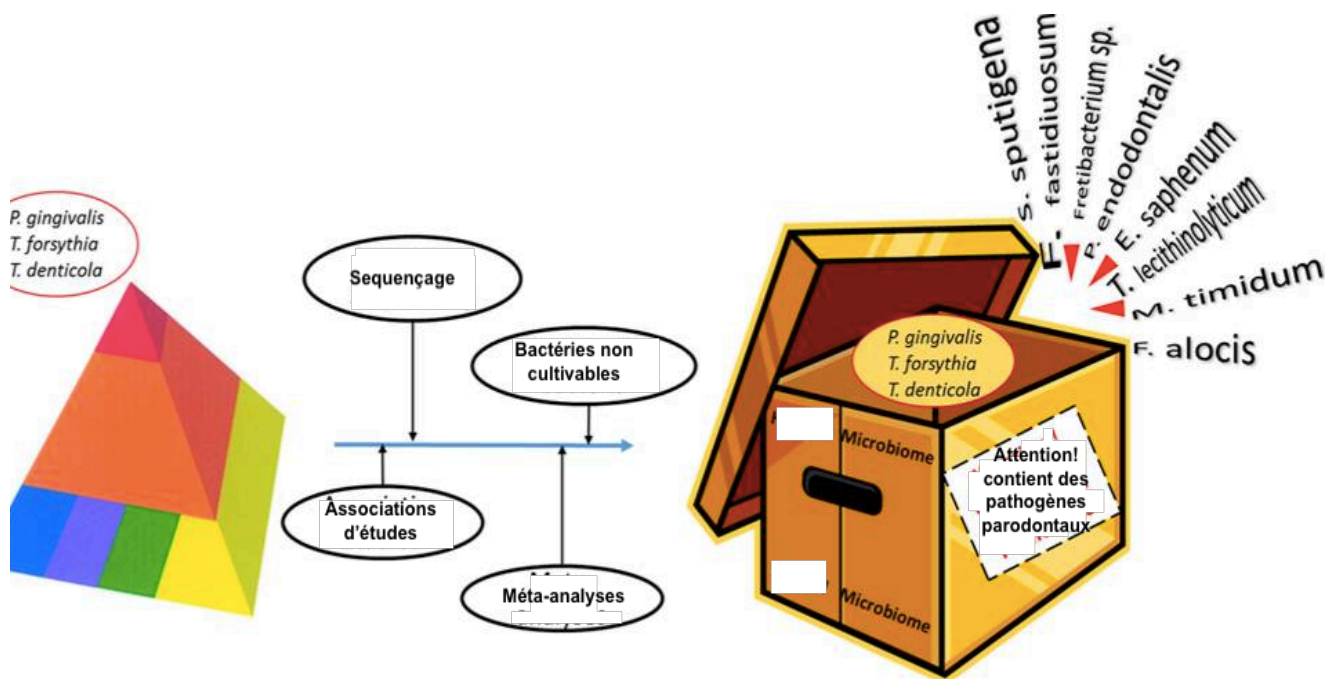 P. gingivalis
T. forsythia
T. denticola
Sequençage
Bactéries non
cultivables
Associations
d'études
Méta-analyses
S. sputigena
F. fastidiuosum
Fretibacterium sp.
P. endodontalis
E. saphenum
T. lecithinolyticum
M. timidum
F. alocis
P. gingivalis
T. forsythia
T. denticola
Microbiome
Attention!
contient des
pathogènes
parodontaux
Microbiome